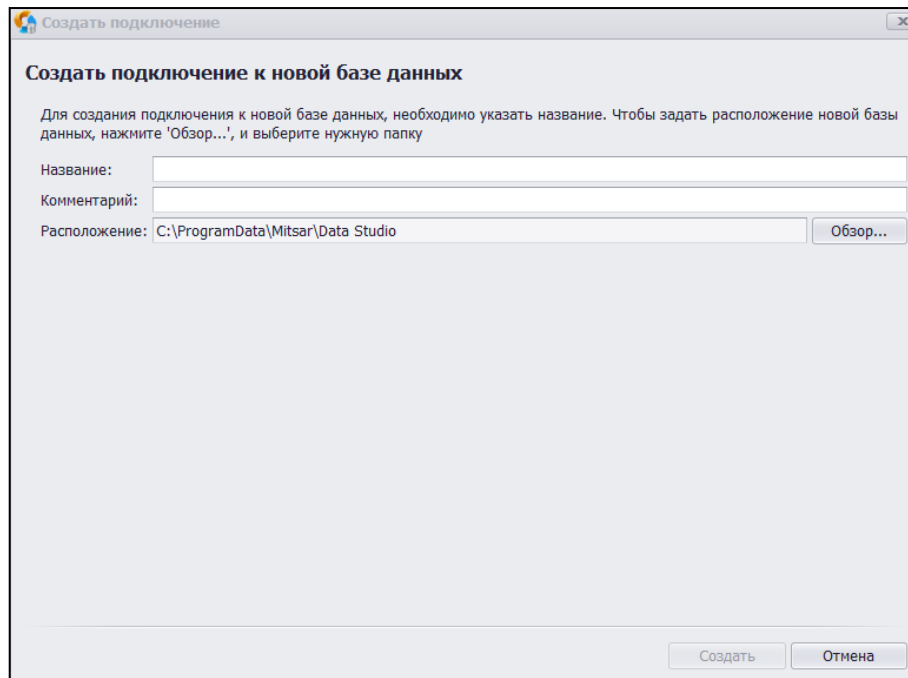 Создать подключение
Создать подключение к новой базе данных
Для создания подключения к новой базе данных, необходимо указать название. Чтобы задать расположение новой базы
данных, нажмите 'Обзор...', и выберите нужную папку
Название:
Комментарий:
Расположение: C:\ProgramData\Mitsar\Data Studio Обзор...
Создать Отмена